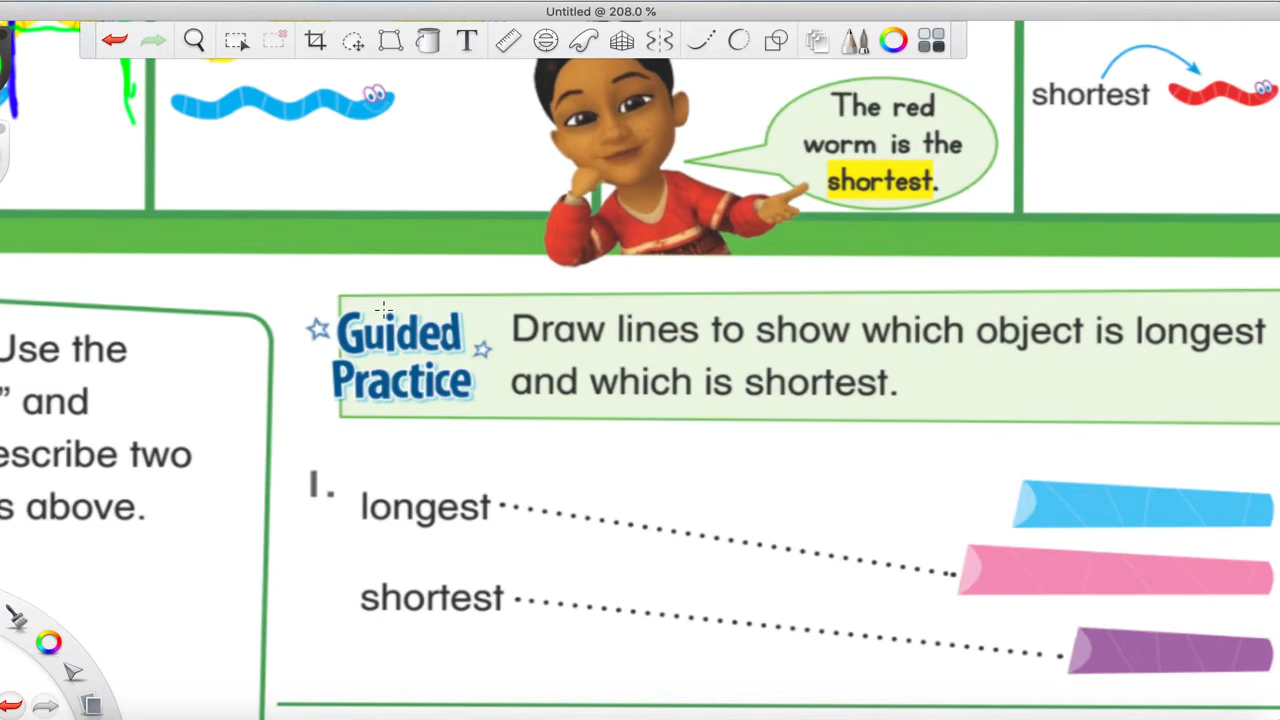 Untitled @ 208.0 %
T
The red
worm is the
shortest.
shortest
Use the
” and
escribe two
s above.
Guided
Practice
Draw lines to show which object is longest
and which is shortest.
1.
longest
shortest